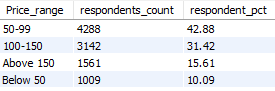 Price_range respondents_count respondent_pct
50-99 4288 42.88
100-150 3142 31.42
Above 150 1561 15.61
Below 50 1009 10.09